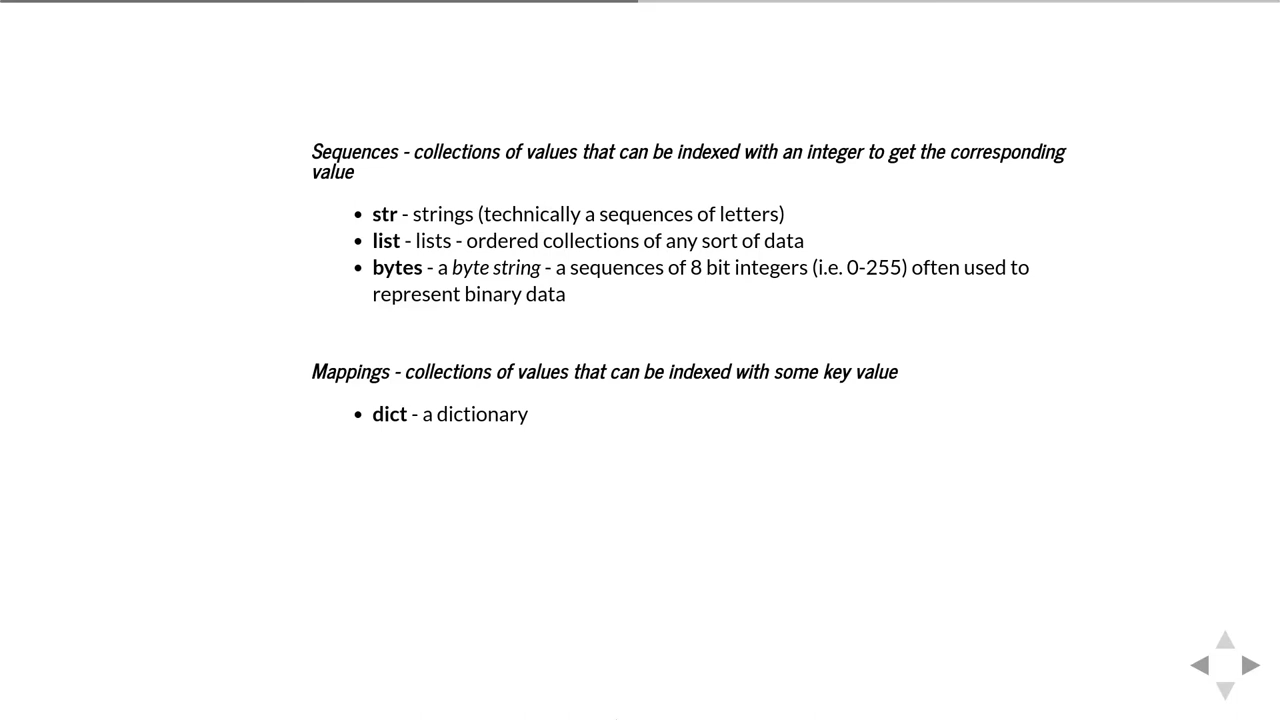 Sequences - collections of values that can be indexed with an integer to get the corresponding
value
• str - strings (technically a sequences of letters)
• list - lists - ordered collections of any sort of data
• bytes - a byte string - a sequences of 8 bit integers (i.e. 0-255) often used to
represent binary data
Mappings - collections of values that can be indexed with some key value
• dict - a dictionary